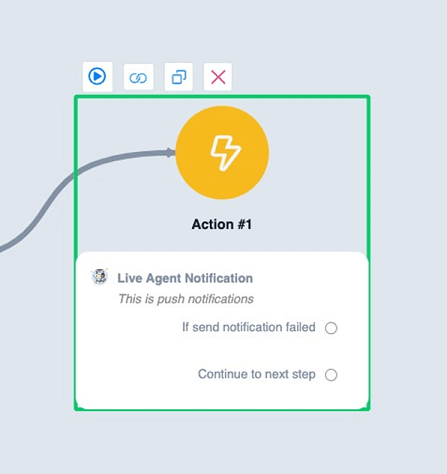 Action #1
Live Agent Notification
This is push notifications
If send notification failed
Continue to next step